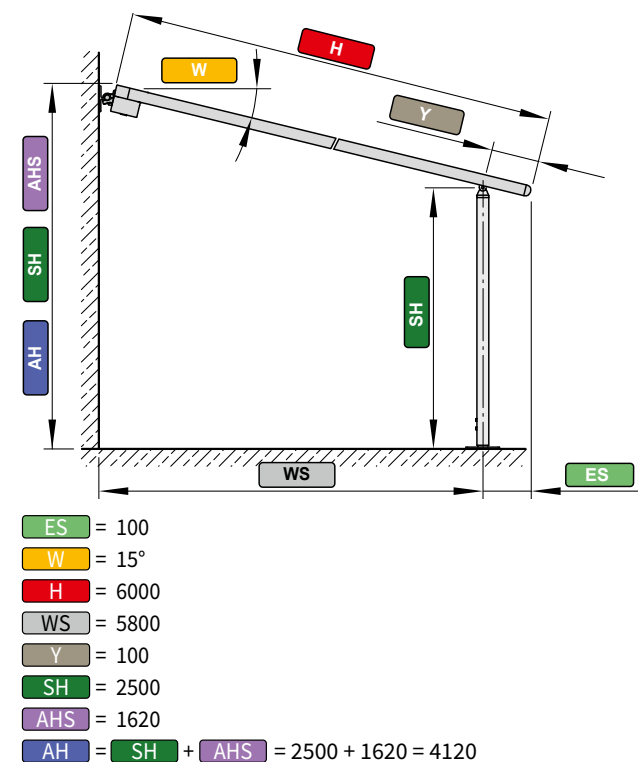 H
W
Y
AHS
SH
SH
AH
WS
ES
ES = 100
W = 15°
H = 6000
WS = 5800
Y = 100
SH = 2500
AHS = 1620
AH = SH + AHS = 2500 + 1620 = 4120